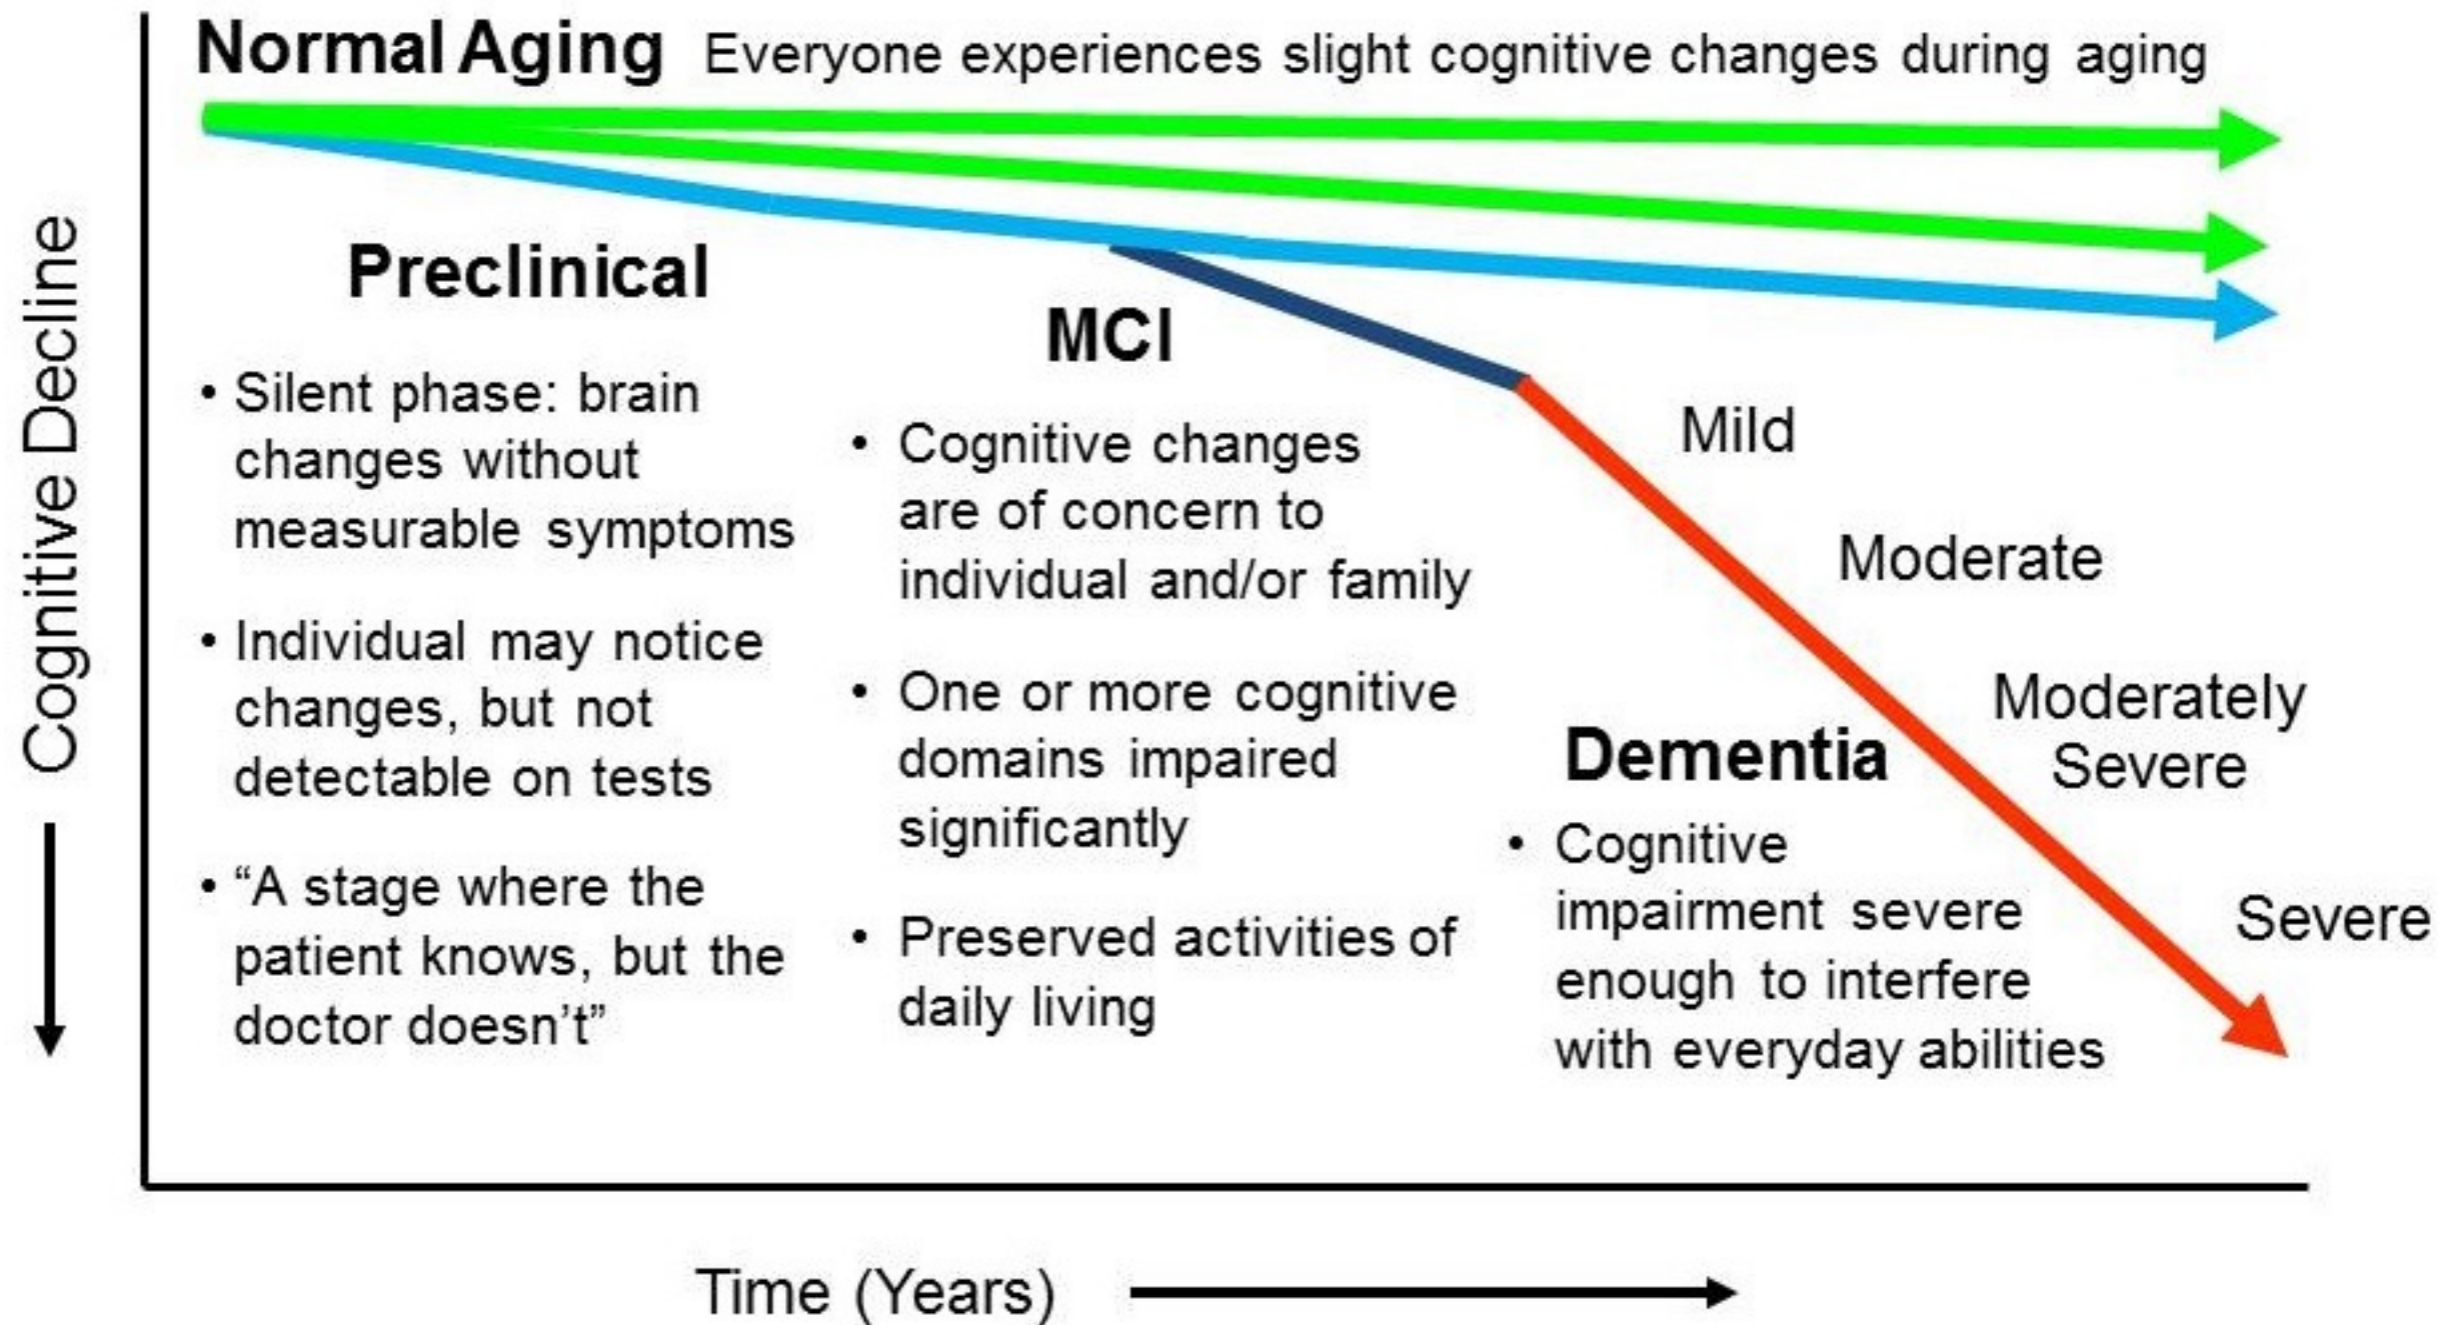 Normal Aging Everyone experiences slight cognitive changes during aging
Cognitive Decline
Preclinical
• Silent phase: brain
changes without
measurable symptoms
• Individual may notice
changes, but not
detectable on tests
• “A stage where the
patient knows, but the
doctor doesn’t”
MCI
• Cognitive changes
are of concern to
individual and/or family
• One or more cognitive
domains impaired
significantly
• Preserved activities of
daily living
Mild
Moderate
Moderately
Severe
Severe
Dementia
• Cognitive
impairment severe
enough to interfere
with everyday abilities
Time (Years)